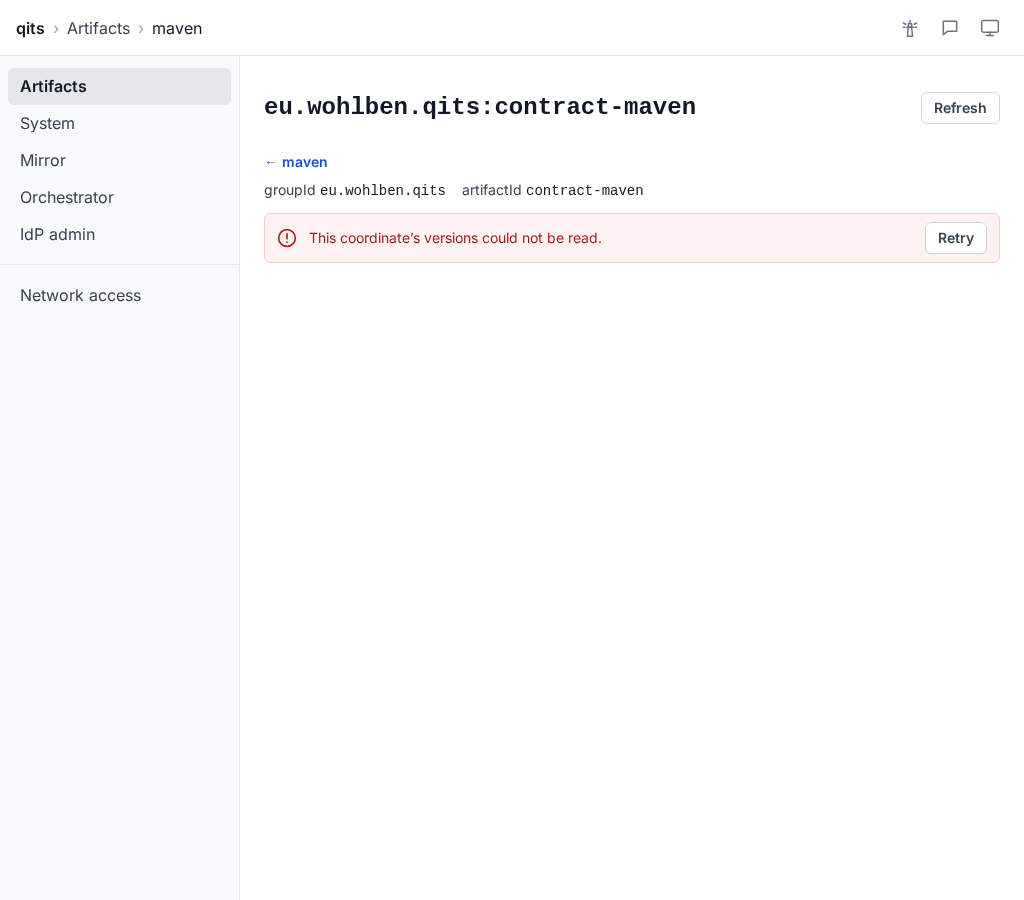 qits › Artifacts › maven
Artifacts
System
Mirror
Orchestrator
IdP admin
Network access
eu.wohlben.qits:contract-maven
Refresh
← maven
groupId eu.wohlben.qits artifactId contract-maven
This coordinate’s versions could not be read.
Retry